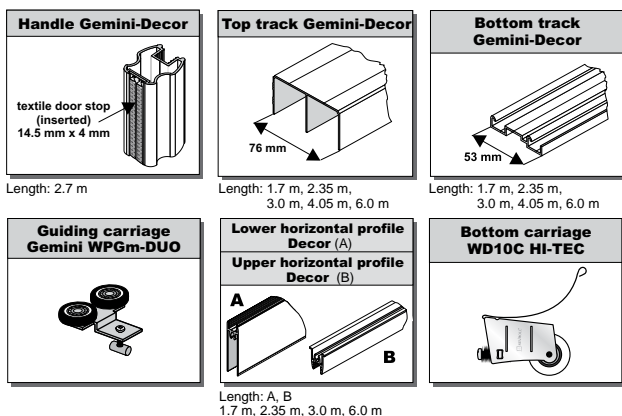 Handle Gemini-Decor
textile door stop
(inserted)
14.5 mm x 4 mm
Length: 2.7 m
Top track Gemini-Decor
76 mm
Length: 1.7 m, 2.35 m,
3.0 m, 4.05 m, 6.0 m
Bottom track
Gemini-Decor
53 mm
Length: 1.7 m, 2.35 m,
3.0 m, 4.05 m, 6.0 m
Guiding carriage
Gemini WPGm-DUO
Lower horizontal profile
Decor (A)
Upper horizontal profile
Decor (B)
A
B
Length: A, B
1.7 m, 2.35 m, 3.0 m, 6.0 m
Bottom carriage
WD10C HI-TEC